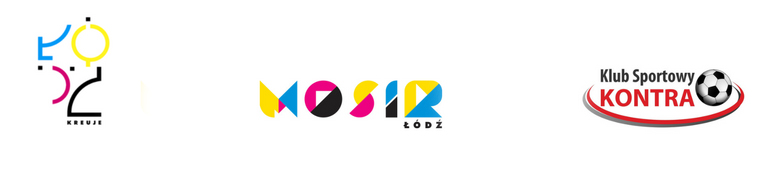 ŁÓDŹ
KREUJE
MOSIR
ŁÓDŹ
Klub Sportowy
KONTRA